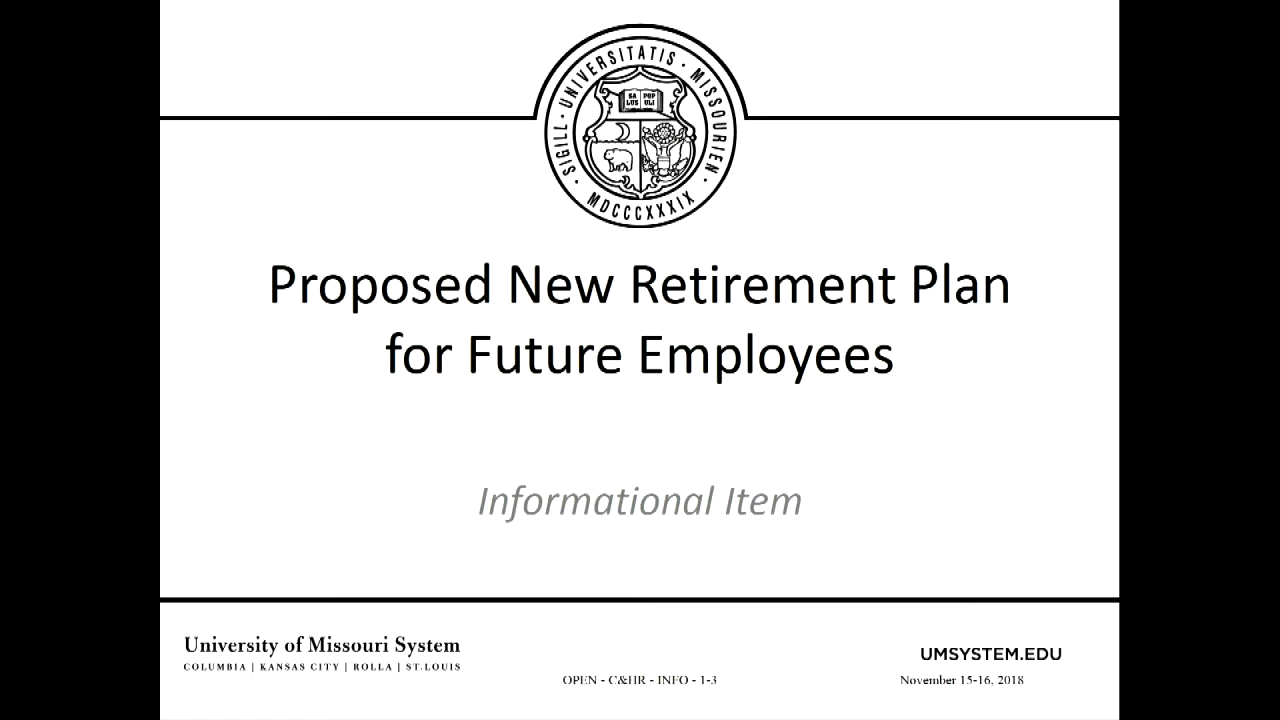 SIGILL · UNIVERSITATIS · MISSOURIEN ·
SA POP
LUS ULI
MDCCCXXXIX
Proposed New Retirement Plan
for Future Employees
Informational Item
University of Missouri System
COLUMBIA | KANSAS CITY | ROLLA | ST.LOUIS
UMSYSTEM.EDU
OPEN - C&HR - INFO - 1-3
November 15-16, 2018